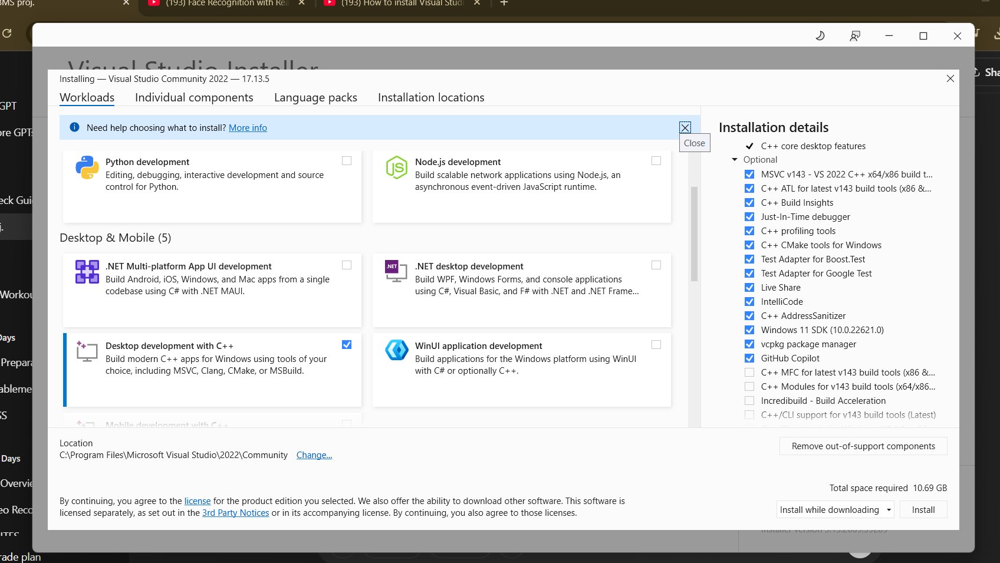 BMS proj.
(193) Face Recognition with Rea
(193) How to install Visual Studi
Visual Studio Installer
Installing — Visual Studio Community 2022 — 17.13.5
Workloads
Individual components
Language packs
Installation locations
Need help choosing what to install? More info
Close
Python development
Editing, debugging, interactive development and source
control for Python.
Node.js development
Build scalable network applications using Node.js, an
asynchronous event-driven JavaScript runtime.
Desktop & Mobile (5)
.NET Multi-platform App UI development
Build Android, iOS, Windows, and Mac apps from a single
codebase using C# with .NET MAUI.
.NET desktop development
Build WPF, Windows Forms, and console applications
using C#, Visual Basic, and F# with .NET and .NET Frame...
Desktop development with C++
Build modern C++ apps for Windows using tools of your
choice, including MSVC, Clang, CMake, or MSBuild.
WinUI application development
Build applications for the Windows platform using WinUI
with C# or optionally C++.
Mobile development with C++
Installation details
C++ core desktop features
Optional
MSVC v143 - VS 2022 C++ x64/x86 build t...
C++ ATL for latest v143 build tools (x86 &...
C++ Build Insights
Just-In-Time debugger
C++ profiling tools
C++ CMake tools for Windows
Test Adapter for Boost.Test
Test Adapter for Google Test
Live Share
IntelliCode
C++ AddressSanitizer
Windows 11 SDK (10.0.22621.0)
vcpkg package manager
GitHub Copilot
C++ MFC for latest v143 build tools (x86 &...
C++ Modules for v143 build tools (x64/x86...
Incredibuild - Build Acceleration
C++/CLI support for v143 build tools (Latest)
Location
C:\Program Files\Microsoft Visual Studio\2022\Community Change...
Remove out-of-support components
Total space required 10.69 GB
By continuing, you agree to the license for the product edition you selected. We also offer the ability to download other software. This software is
licensed separately, as set out in the 3rd Party Notices or in its accompanying license. By continuing, you also agree to those licenses.
Install while downloading
Install
Sha
GPT
ore GPTs
eck Gui
j.
Workou
Days
Prepara
ableme
SS
Days
Overvie
eo Reco
rade plan